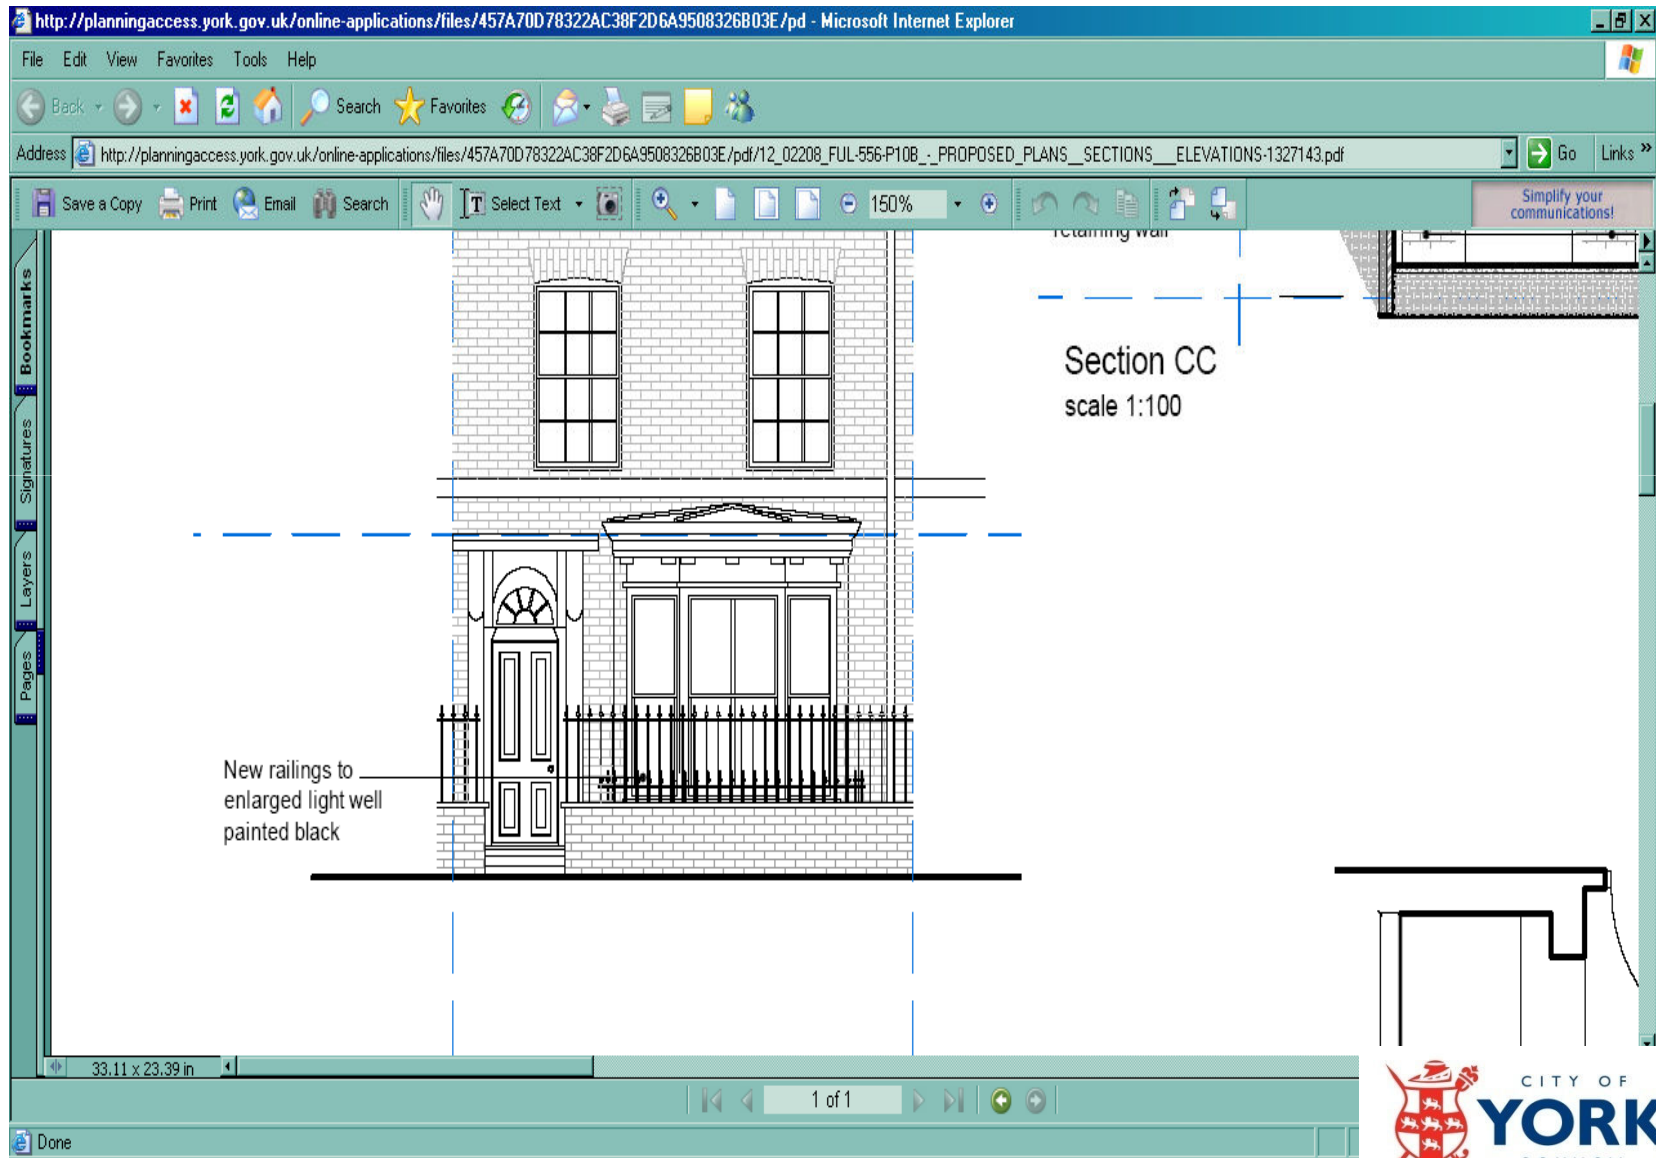 http://planningaccess.york.gov.uk/online-applications/files/457A70D78322AC38F2D6A9508326B03E/pd - Microsoft Internet Explorer
File Edit View Favorites Tools Help
Back Search Favorites
Address http://planningaccess.york.gov.uk/online-applications/files/457A70D78322AC38F2D6A9508326B03E/pdf/12_02208_FUL-556-P10B_-_PROPOSED_PLANS__SECTIONS___ELEVATIONS-1327143.pdf Go Links »
Save a Copy Print Email Search Select Text 150% Simplify your
communications!
Bookmarks
Signatures
Layers
Pages
retaining wall
Section CC
scale 1:100
New railings to
enlarged light well
painted black
33.11 x 23.39 in
1 of 1
Done
CITY OF
YORK